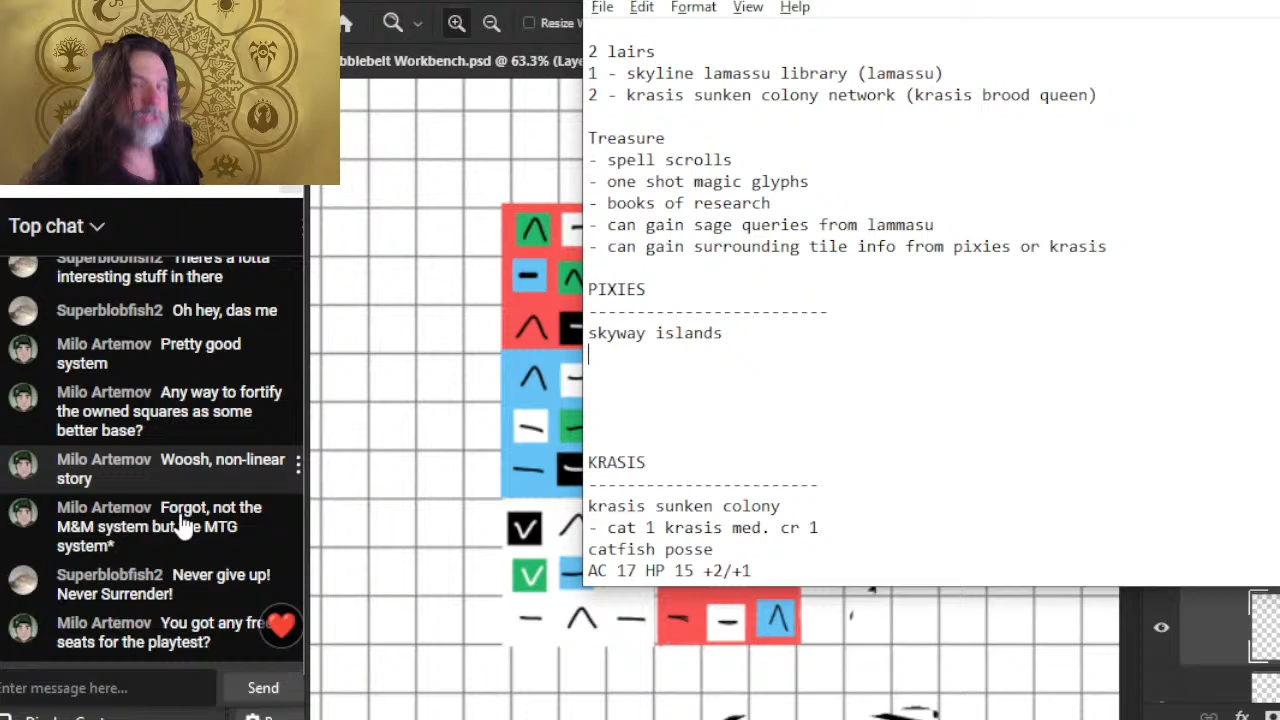 File Edit Format View Help
Resize
bblebelt Workbench.psd @ 63.3% (Laye
2 lairs
1 - skyline lamassu library (lamassu)
2 - krasis sunken colony network (krasis brood queen)
Treasure
- spell scrolls
- one shot magic glyphs
- books of research
- can gain sage queries from lammasu
- can gain surrounding tile info from pixies or krasis
PIXIES
-------------------------
skyway islands
KRASIS
------------------------
krasis sunken colony
- cat 1 krasis med. cr 1
catfish posse
AC 17 HP 15 +2/+1
Top chat
Superblobfish2 There's a lotta
interesting stuff in there
Superblobfish2 Oh hey, das me
Milo Artemov Pretty good
system
Milo Artemov Any way to fortify
the owned squares as some
better base?
Milo Artemov Woosh, non-linear
story
Milo Artemov Forgot, not the
M&M system but he MTG
system*
Superblobfish2 Never give up!
Never Surrender!
Milo Artemov You got any fre
seats for the playtest?
Enter message here...
Send
fx